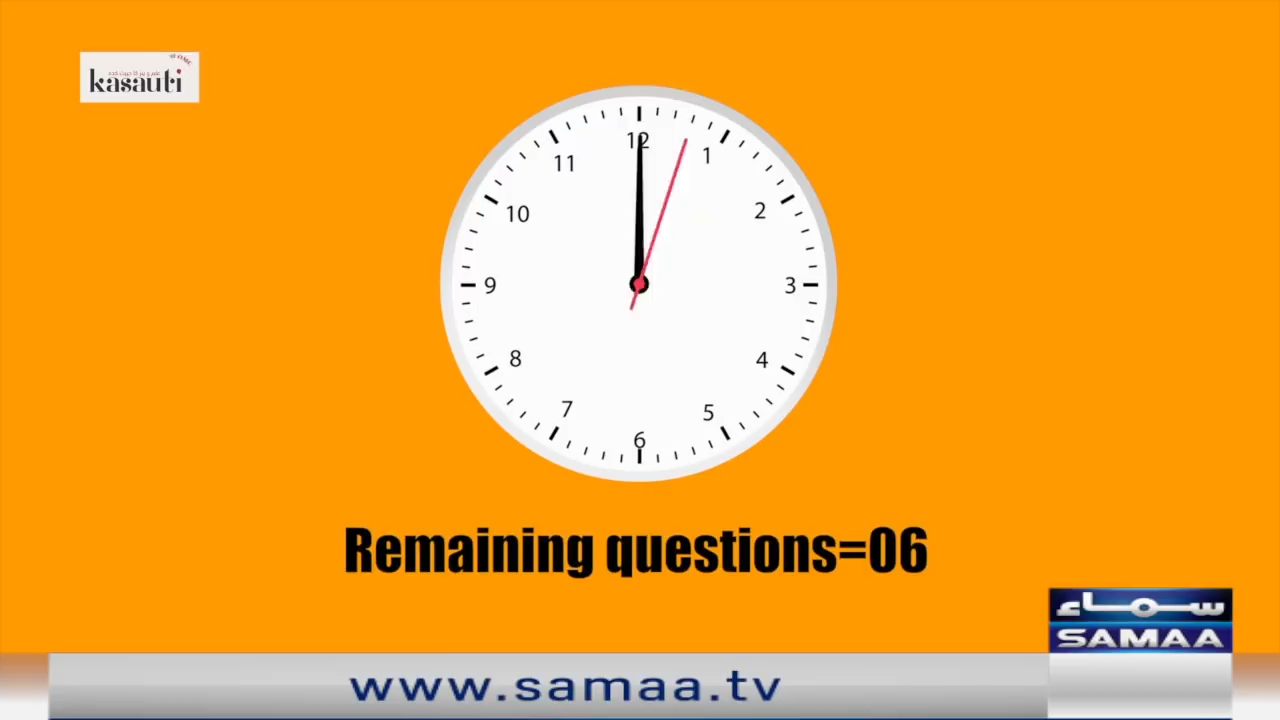 kasauti
12
1
2
3
4
5
6
7
8
9
10
11
Remaining questions=06
سماء
SAMAA
www.samaa.tv